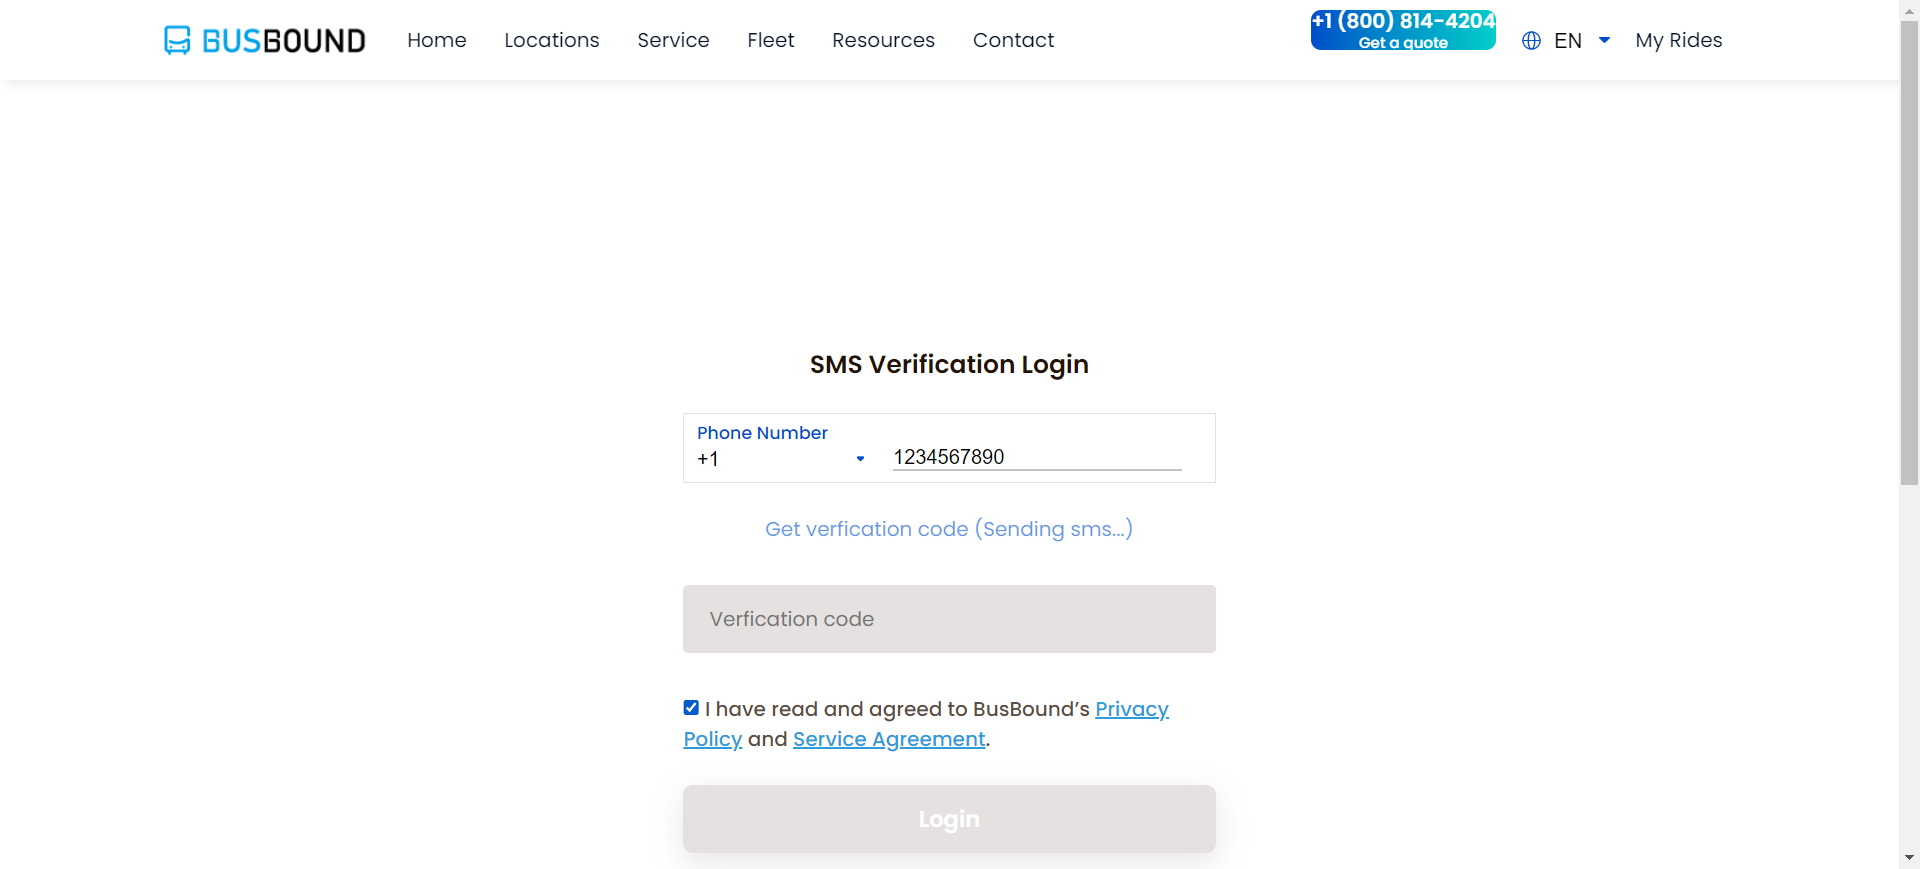 BUSBOUND
Home
Locations
Service
Fleet
Resources
Contact
+1 (800) 814-4204
Get a quote
EN
My Rides
SMS Verification Login
Phone Number
+1
1234567890
Get verfication code (Sending sms...)
Verfication code
I have read and agreed to BusBound’s Privacy
Policy and Service Agreement.
Login